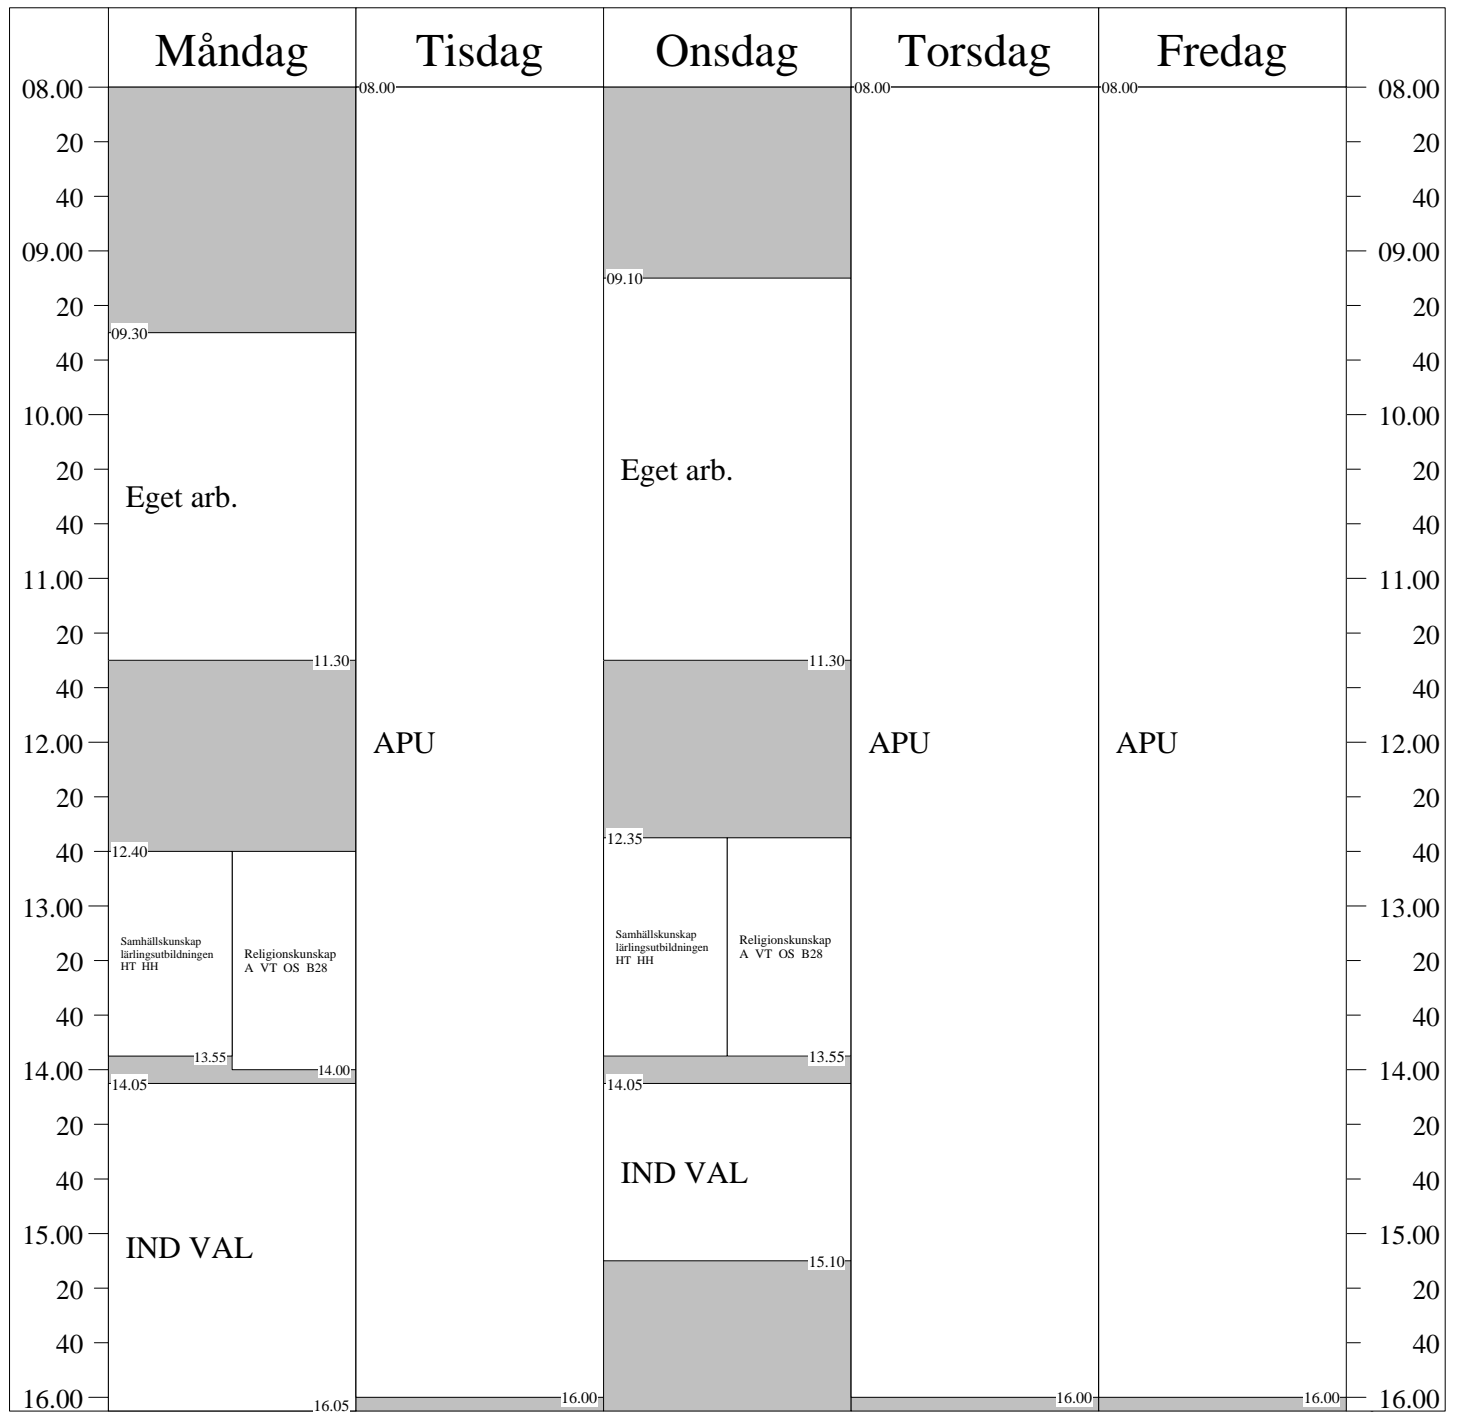 Måndag Tisdag Onsdag Torsdag Fredag
08.00 08.00 08.00 08.00 08.00
20 20
40 40
09.00 09.00
09.10
20 20
09.30
40 40
10.00 10.00
20 Eget arb. 20
Eget arb.
40 40
11.00 11.00
20 20
11.30 11.30
40 40
12.00 APU APU APU 12.00
20 20
12.35
40 12.40 40
13.00 13.00
Samhällskunskap
lärlingsutbildningen
HT HH
Religionskunskap
A VT OS B28
Samhällskunskap
lärlingsutbildningen
HT HH
Religionskunskap
A VT OS B28
20 20
40 40
13.55 13.55
14.00 14.00 14.00
14.05 14.05
20 20
40 IND VAL 40
15.00 15.00
IND VAL
15.10
20 20
40 40
16.00 16.00 16.00 16.00 16.00
16.05